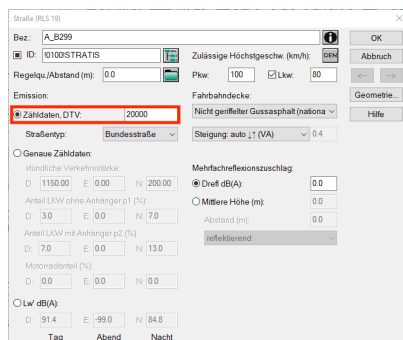 Straße (RLS 19)
Bez.: A_B299 OK
ID: !0100!STRATIS Zulässige Höchstgeschw. (km/h): DEN Abbruch
Regelqu./Abstand (m): 0.0 Pkw: 100 Lkw: 80 <-- -->
Emission: Fahrbahndecke: Geometrie...
Zähldaten, DTV: 20000 Nicht geriffelter Gussasphalt (nationa Hilfe
Straßentyp: Bundesstraße Steigung: auto ↓↑ (VA) 0.4
Genaue Zähldaten:
stündliche Verkehrsstärke: Mehrfachreflexionszuschlag:
D: 1150.00 E: 0.00 N: 200.00 Drefl dB(A): 0.0
Anteil LKW ohne Anhänger p1 (%): Mittlere Höhe (m): 0.0
D: 3.0 E: 0.0 N: 7.0 Abstand (m): 0.0
Anteil LKW mit Anhänger p2 (%): reflektierend
D: 7.0 E: 0.0 N: 13.0
Motorradanteil (%):
D: 0.0 E: 0.0 N: 0.0
Lw' dB(A):
D: 91.4 E: -99.0 N: 84.8
Tag Abend Nacht